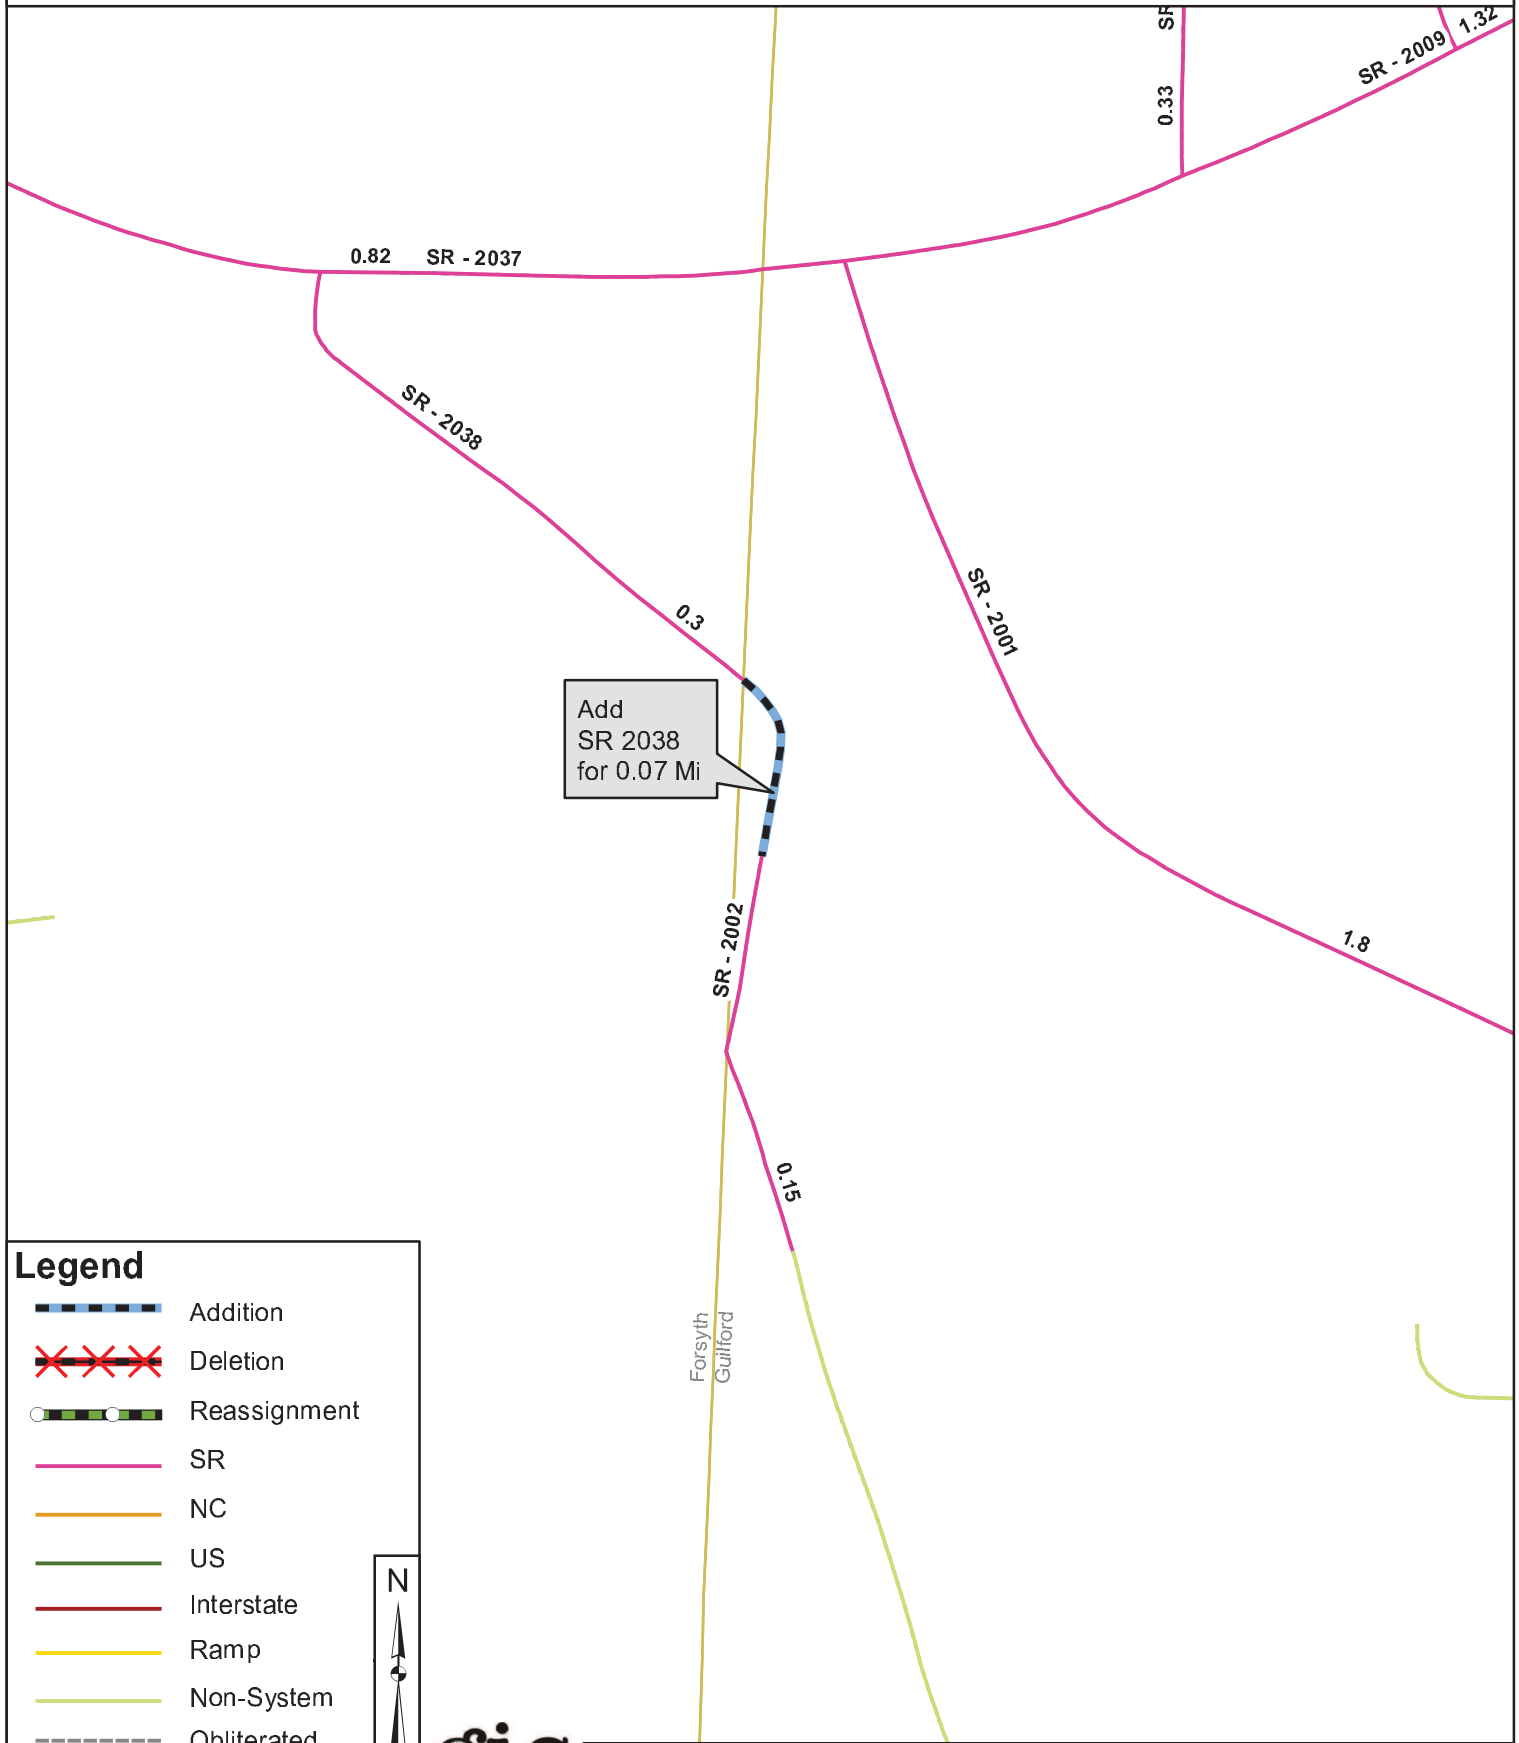 SR
1.32
SR - 2009
0.33
0.82 SR - 2037
SR - 2038
0.3
SR - 2001
Add
SR 2038
for 0.07 Mi
SR - 2002
1.8
0.15
Forsyth
Guilford
Legend
Addition
Deletion
Reassignment
SR
NC
US
Interstate
Ramp
Non-System
Obliterated
N